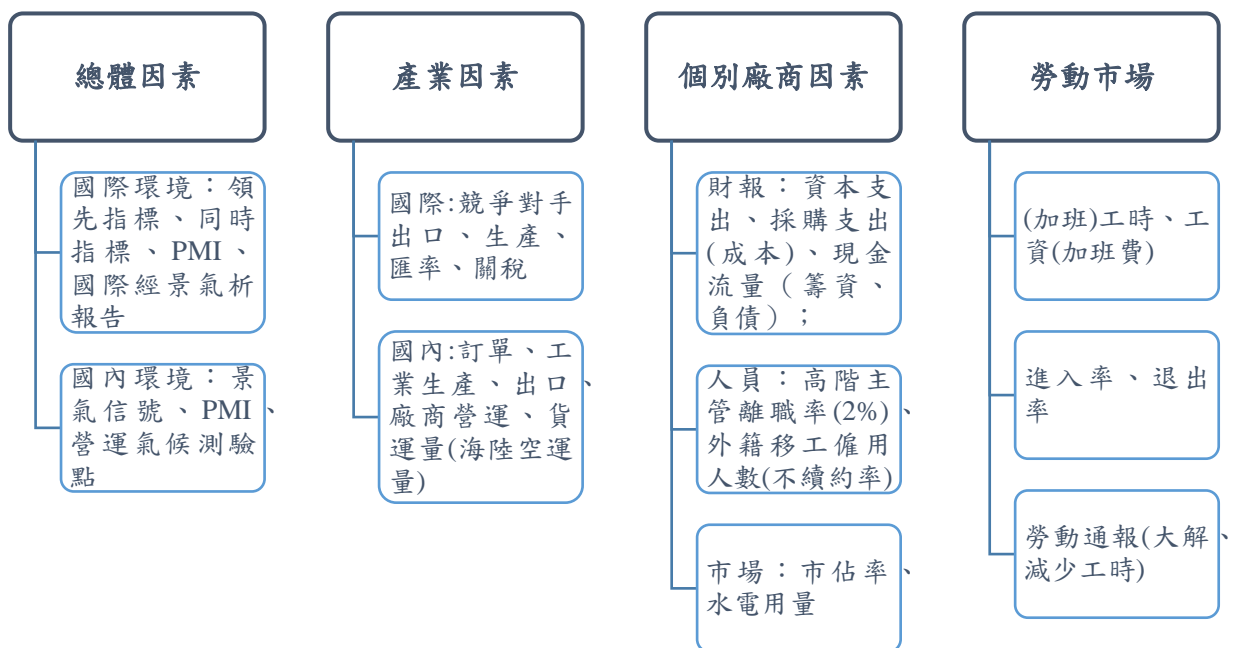 總體因素
國際環境：領
先指標、同時
指標、PMI、
國際經景氣析
報告
國內環境：景
氣信號、PMI、
營運氣候測驗
點
產業因素
國際:競爭對手
出口、生產、
匯率、關稅
國內:訂單、工
業生產、出口、
廠商營運、貨
運量(海陸空運
量)
個別廠商因素
財報：資本支
出、採購支出
(成本)、現金
流量（籌資、
負債）；
人員：高階主
管離職率(2%)、
外籍移工僱用
人數(不續約率)
市場：市佔率、
水電用量
勞動市場
(加班)工時、工
資(加班費)
進入率、退出
率
勞動通報(大解、
減少工時)